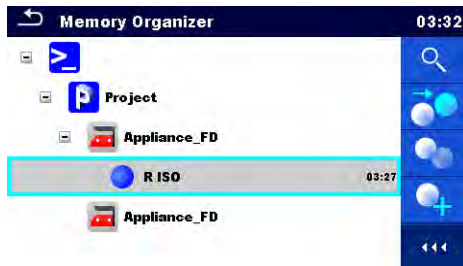 Memory Organizer 03:32
>_
Project
Appliance_FD
R ISO 03:27
Appliance_FD